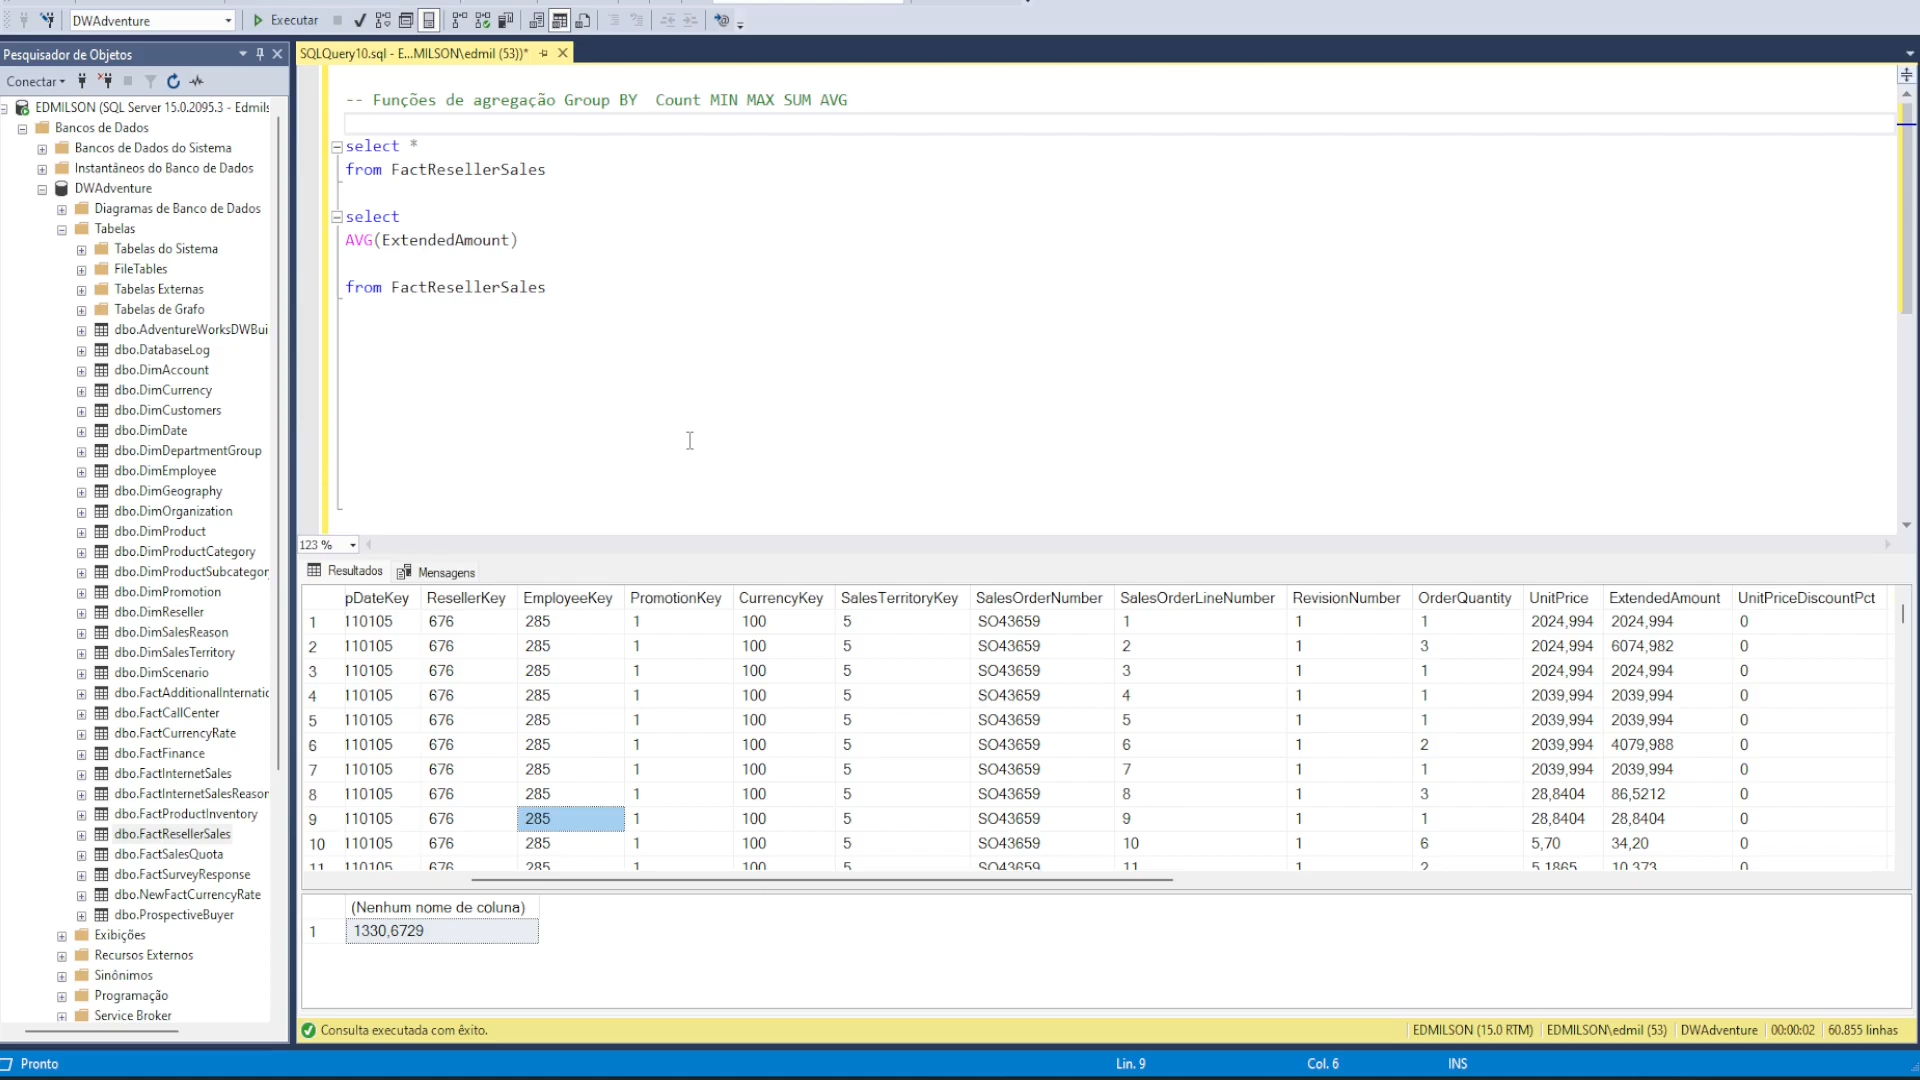 DWAdventure
Executar
Pesquisador de Objetos
Conectar
EDMILSON (SQL Server 15.0.2095.3 - Edmils
Bancos de Dados
Bancos de Dados do Sistema
Instantâneos do Banco de Dados
DWAdventure
Diagramas de Banco de Dados
Tabelas
Tabelas do Sistema
FileTables
Tabelas Externas
Tabelas de Grafo
dbo.AdventureWorksDWBui
dbo.DatabaseLog
dbo.DimAccount
dbo.DimCurrency
dbo.DimCustomers
dbo.DimDate
dbo.DimDepartmentGroup
dbo.DimEmployee
dbo.DimGeography
dbo.DimOrganization
dbo.DimProduct
dbo.DimProductCategory
dbo.DimProductSubcategor
dbo.DimPromotion
dbo.DimReseller
dbo.DimSalesReason
dbo.DimSalesTerritory
dbo.DimScenario
dbo.FactAdditionalInternatic
dbo.FactCallCenter
dbo.FactCurrencyRate
dbo.FactFinance
dbo.FactInternetSales
dbo.FactInternetSalesReason
dbo.FactProductInventory
dbo.FactResellerSales
dbo.FactSalesQuota
dbo.FactSurveyResponse
dbo.NewFactCurrencyRate
dbo.ProspectiveBuyer
Exibições
Recursos Externos
Sinônimos
Programação
Service Broker
SQLQuery10.sql - E...MILSON\edmil (53))*
-- Funções de agregação Group BY  Count MIN MAX SUM AVG
select *
from FactResellerSales
select
AVG(ExtendedAmount)
from FactResellerSales
123 %
Resultados Mensagens
pDateKey ResellerKey EmployeeKey PromotionKey CurrencyKey SalesTerritoryKey SalesOrderNumber SalesOrderLineNumber RevisionNumber OrderQuantity UnitPrice ExtendedAmount UnitPriceDiscountPct
1 110105 676 285 1 100 5 SO43659 1 1 1 2024,994 2024,994 0
2 110105 676 285 1 100 5 SO43659 2 1 3 2024,994 6074,982 0
3 110105 676 285 1 100 5 SO43659 3 1 1 2024,994 2024,994 0
4 110105 676 285 1 100 5 SO43659 4 1 1 2039,994 2039,994 0
5 110105 676 285 1 100 5 SO43659 5 1 1 2039,994 2039,994 0
6 110105 676 285 1 100 5 SO43659 6 1 2 2039,994 4079,988 0
7 110105 676 285 1 100 5 SO43659 7 1 1 2039,994 2039,994 0
8 110105 676 285 1 100 5 SO43659 8 1 3 28,8404 86,5212 0
9 110105 676 285 1 100 5 SO43659 9 1 1 28,8404 28,8404 0
10 110105 676 285 1 100 5 SO43659 10 1 6 5,70 34,20 0
11 110105 676 285 1 100 5 SO43659 11 1 2 5,1865 10,373 0
(Nenhum nome de coluna)
1 1330,6729
Consulta executada com êxito. EDMILSON (15.0 RTM) EDMILSON\edmil (53) DWAdventure 00:00:02 60.855 linhas
Pronto Lin. 9 Col. 6 INS